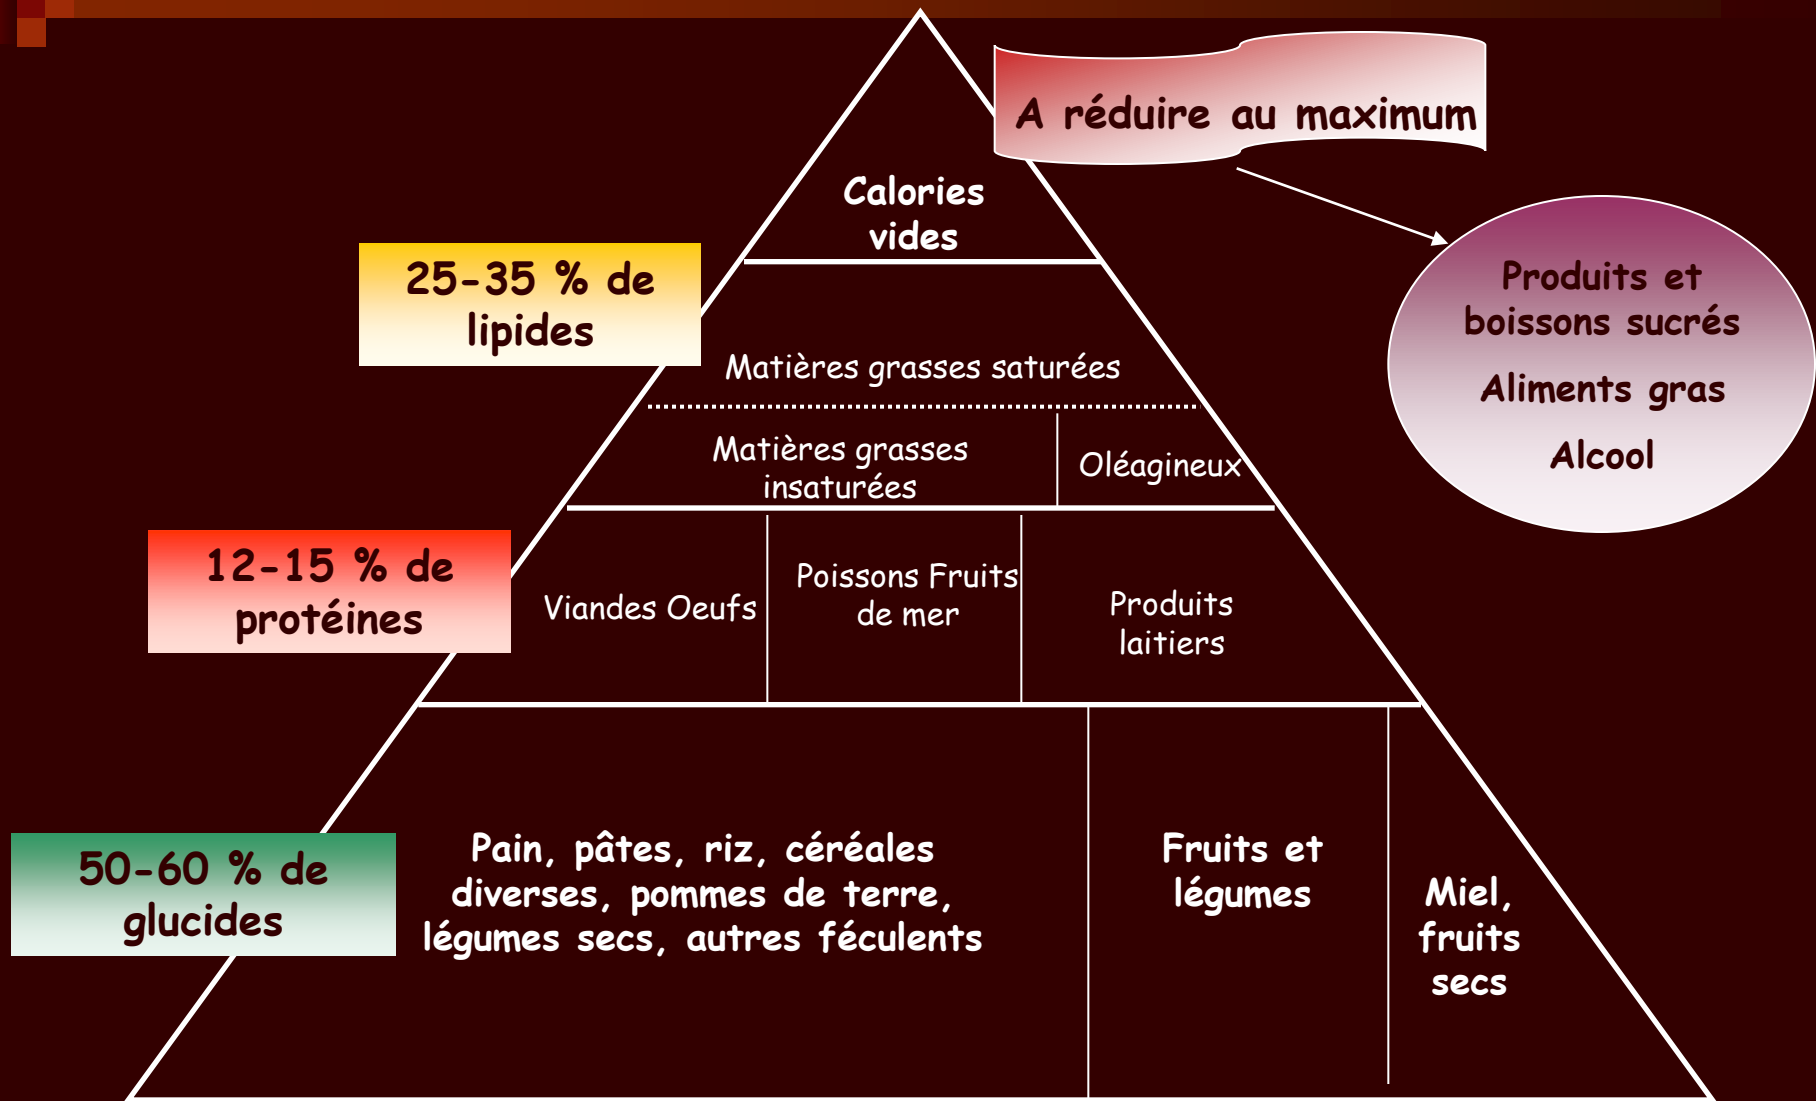 A réduire au maximum
Calories
vides
Produits et
boissons sucrés
Aliments gras
Alcool
25-35 % de
lipides
Matières grasses saturées
Matières grasses
insaturées
Oléagineux
12-15 % de
protéines
Viandes Oeufs
Poissons Fruits
de mer
Produits
laitiers
50-60 % de
glucides
Pain, pâtes, riz, céréales
diverses, pommes de terre,
légumes secs, autres féculents
Fruits et
légumes
Miel,
fruits
secs